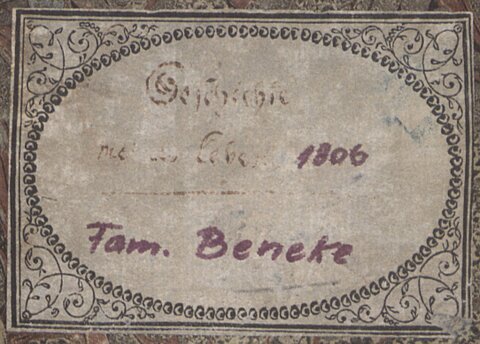 Geschichte
1806
Fam. Beneke